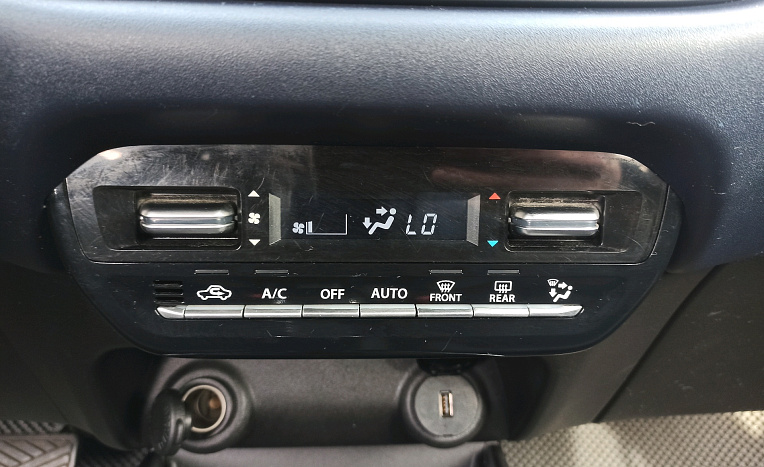 LO
A/C OFF AUTO FRONT REAR